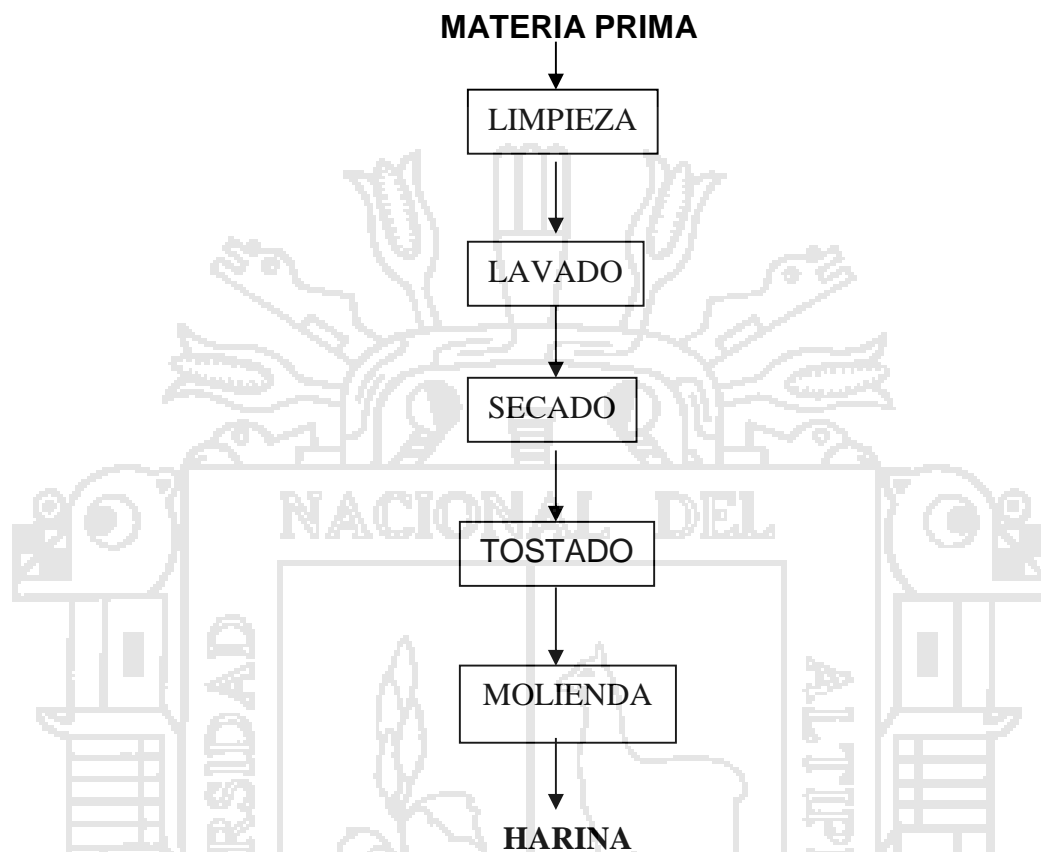 MATERIA PRIMA
LIMPIEZA
LAVADO
SECADO
NACIONAL DEL
TOSTADO
MOLIENDA
HARINA